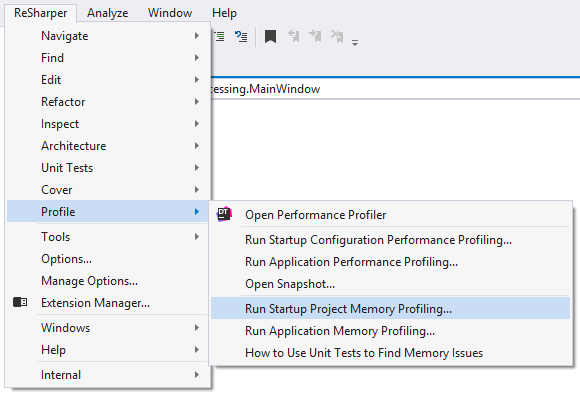 ReSharper Analyze Window Help
Navigate
Find
Edit
Refactor
cessing.MainWindow
Inspect
Architecture
Unit Tests
Cover
Profile
Tools
Options...
Manage Options...
Extension Manager...
Windows
Help
Internal
DT Open Performance Profiler
Run Startup Configuration Performance Profiling...
Run Application Performance Profiling...
Open Snapshot...
Run Startup Project Memory Profiling...
Run Application Memory Profiling...
How to Use Unit Tests to Find Memory Issues